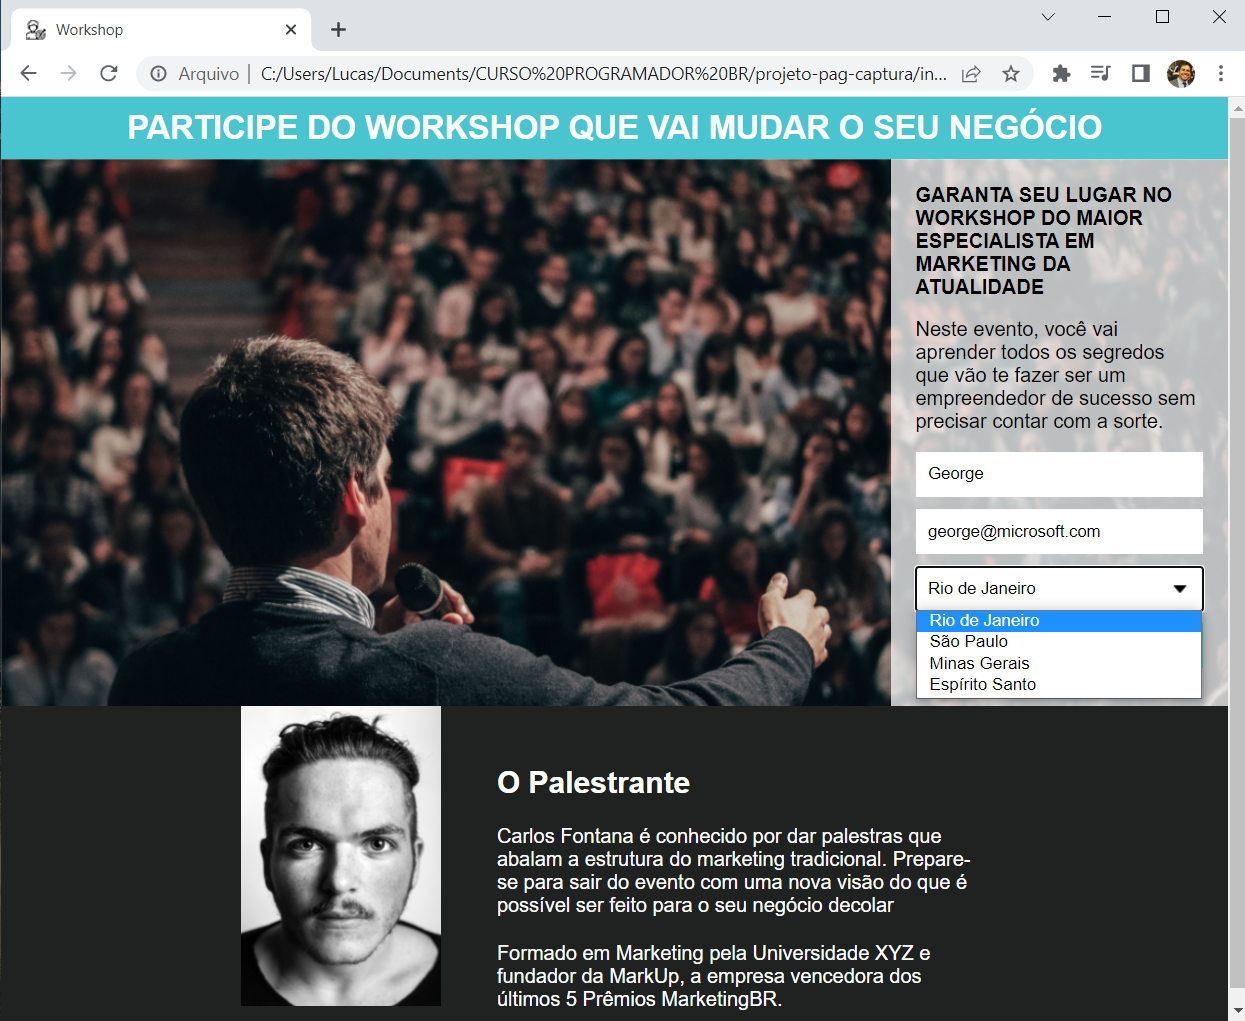 Workshop
Arquivo | C:/Users/Lucas/Documents/CURSO%20PROGRAMADOR%20BR/projeto-pag-captura/in...
PARTICIPE DO WORKSHOP QUE VAI MUDAR O SEU NEGÓCIO
GARANTA SEU LUGAR NO
WORKSHOP DO MAIOR
ESPECIALISTA EM
MARKETING DA
ATUALIDADE
Neste evento, você vai
aprender todos os segredos
que vão te fazer ser um
empreendedor de sucesso sem
precisar contar com a sorte.
George
george@microsoft.com
Rio de Janeiro
Rio de Janeiro
São Paulo
Minas Gerais
Espírito Santo
O Palestrante
Carlos Fontana é conhecido por dar palestras que
abalam a estrutura do marketing tradicional. Prepare-
se para sair do evento com uma nova visão do que é
possível ser feito para o seu negócio decolar
Formado em Marketing pela Universidade XYZ e
fundador da MarkUp, a empresa vencedora dos
últimos 5 Prêmios MarketingBR.